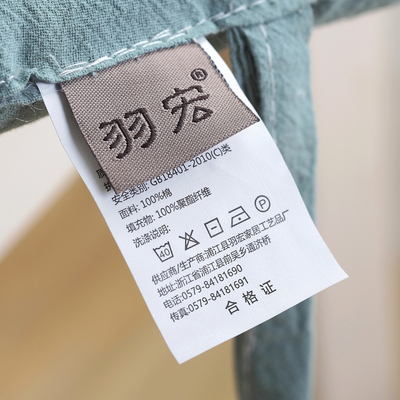 羽宏®
安全类别: GB18401-2010(C)类
面料: 100%棉
填充物: 100%聚酯纤维
洗涤说明:
40
P
供应商/生产商:浦江县羽宏家居工艺品厂
地址:浙江省浦江县前吴乡道济桥
电话:0579-84181690
传真:0579-84181691
合格证